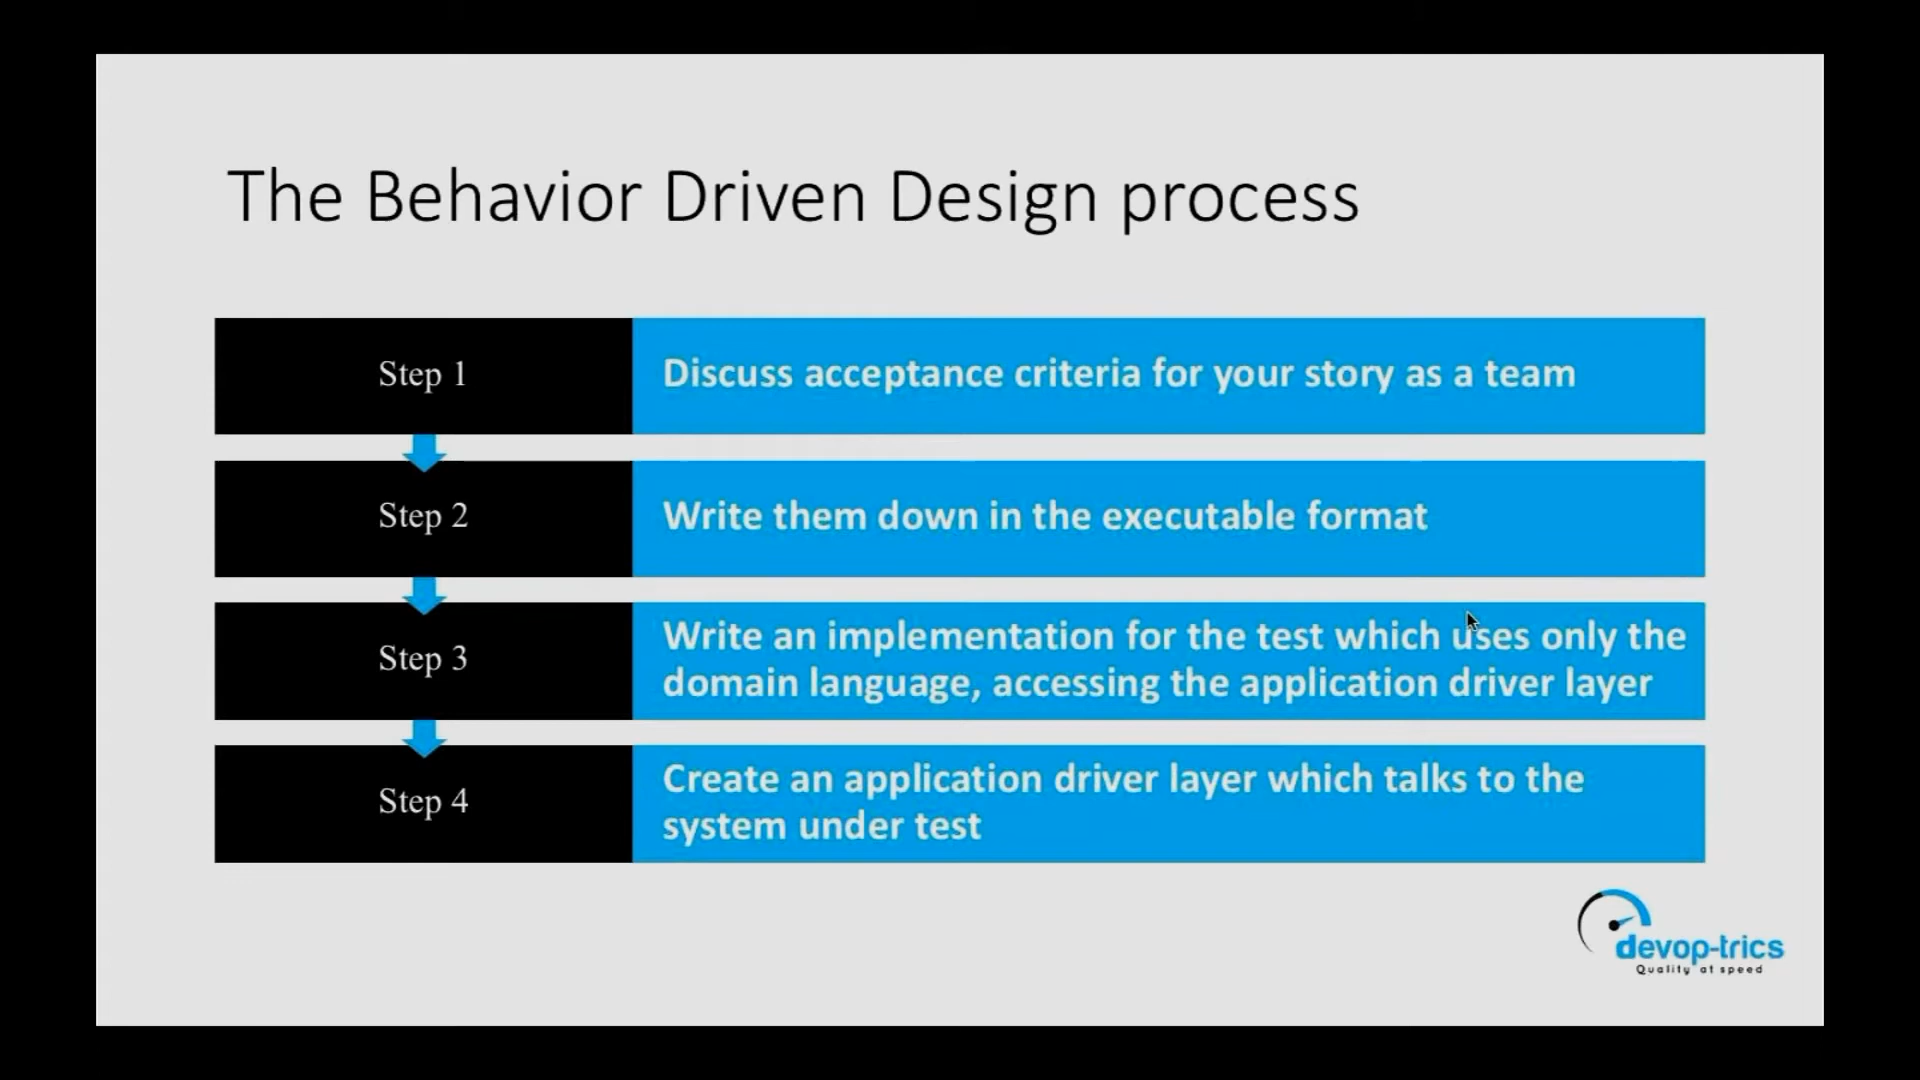 The Behavior Driven Design process
Step 1
Discuss acceptance criteria for your story as a team
Step 2
Write them down in the executable format
Step 3
Write an implementation for the test which uses only the
domain language, accessing the application driver layer
Step 4
Create an application driver layer which talks to the
system under test
devop-trics
Quality at speed